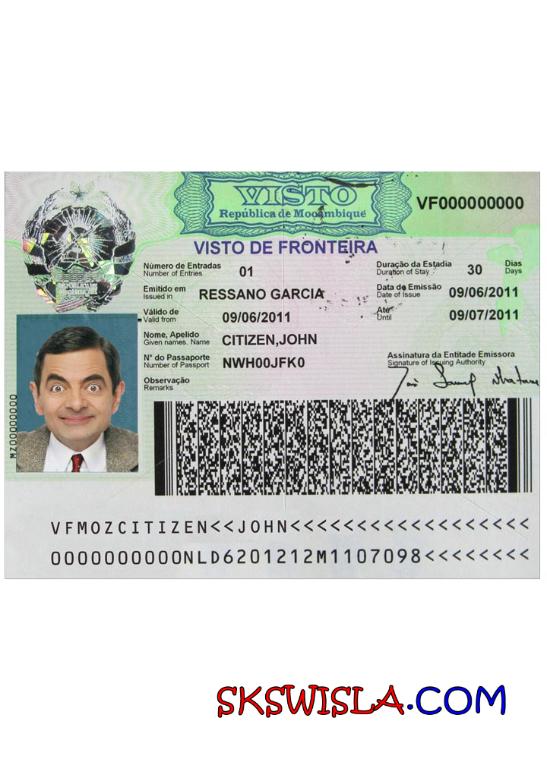 VISTO
República de Moçambique
VF000000000
VISTO DE FRONTEIRA
Número de Entradas 01 Duração da Estadia 30 Dias
Number of Entries Duration of Stay Days
Emitido em RESSANO GARCIA Data de Emissão 09/06/2011
Issued in Date of Issue
Válido de 09/06/2011 Até 09/07/2011
Valid from Until
Nome, Apelido CITIZEN,JOHN
Given names. Name
Nº do Passaporte NWH00JFK0 Assinatura da Entidade Emissora
Number of Passport Signature of Issuing Authority
Observação
Remarks
MZ00000000
VFMOZCITIZEN<<JOHN<<<<<<<<<<<<<<<<<<
0000000000NLD6201212M1107098<<<<<<<<
SKSWISLA.COM